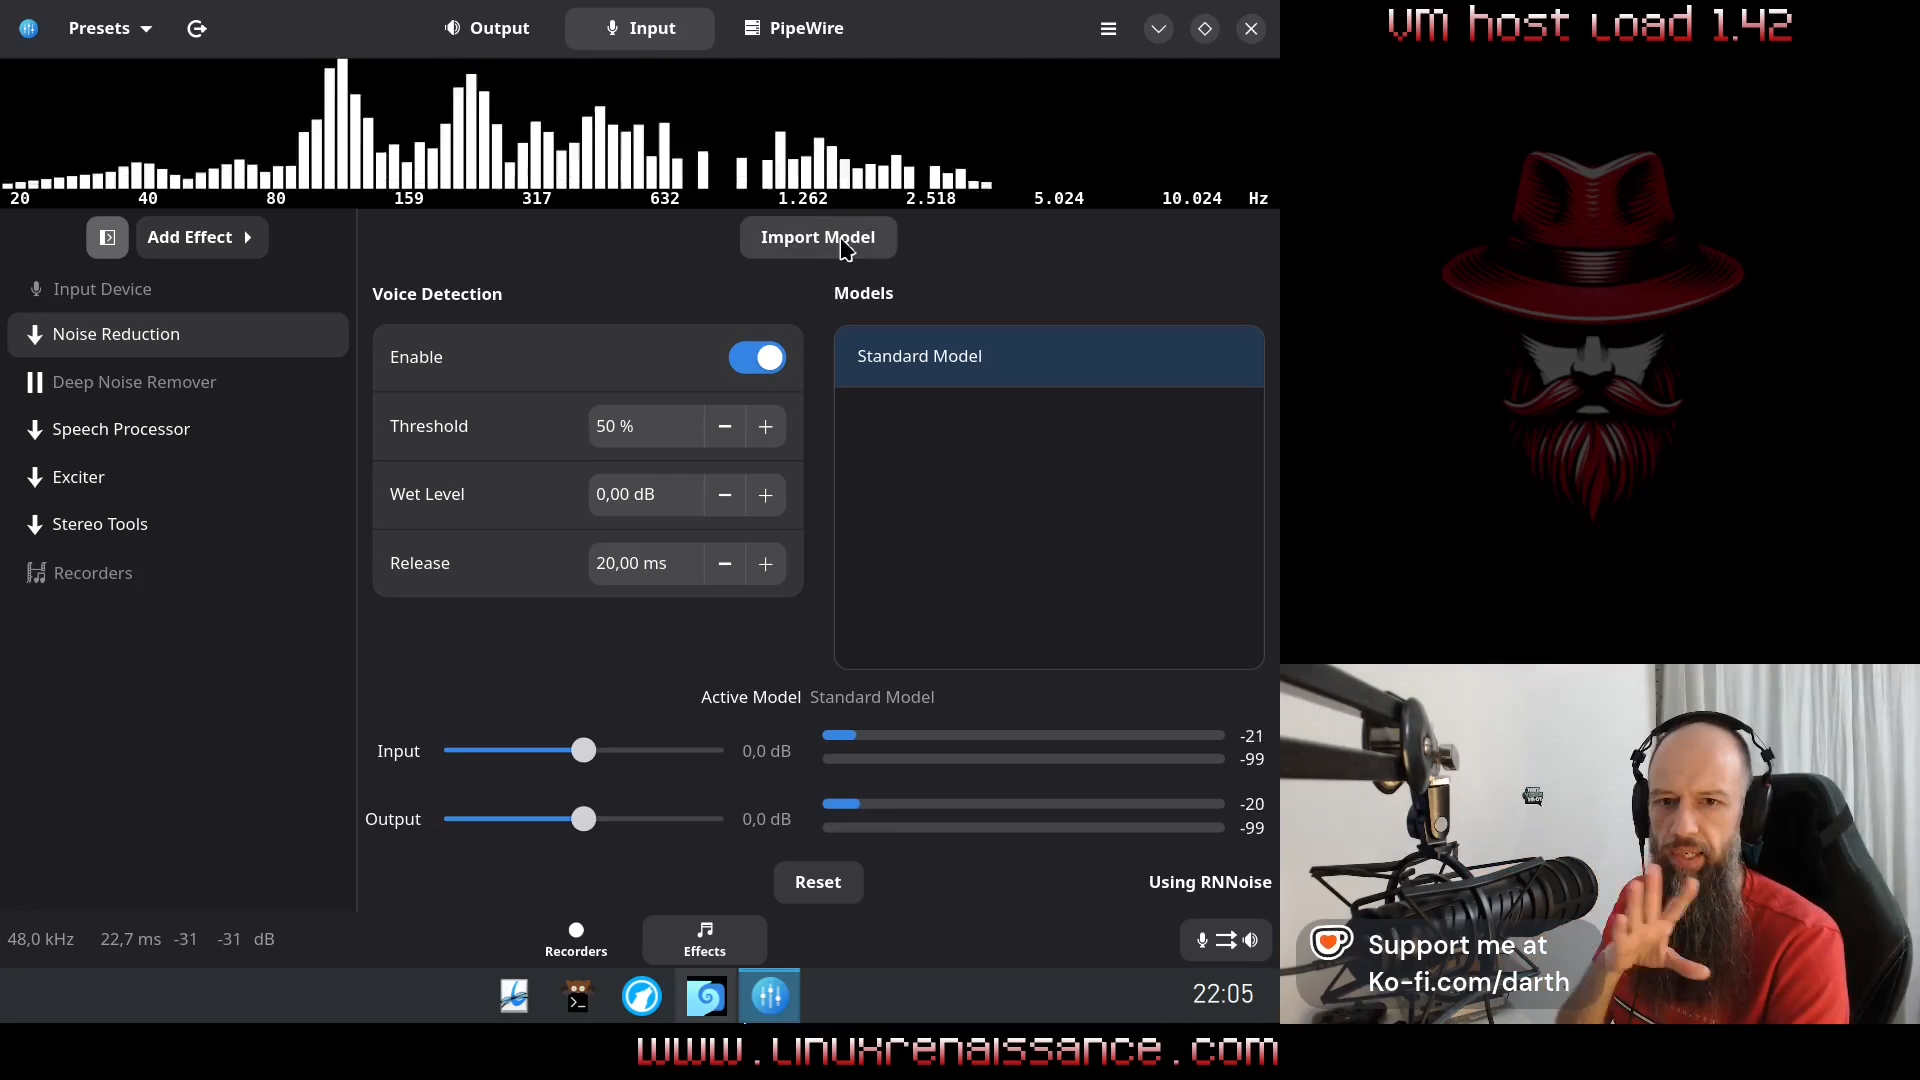 Presets
Output
Input
PipeWire
VM host Load 1.42
20 40 80 159 317 632 1.262 2.518 5.024 10.024 Hz
Add Effect
Import Model
Input Device
Noise Reduction
Deep Noise Remover
Speech Processor
Exciter
Stereo Tools
Recorders
Voice Detection
Enable
Threshold 50 %
Wet Level 0,00 dB
Release 20,00 ms
Models
Standard Model
Active Model Standard Model
Input 0,0 dB -21
-99
Output 0,0 dB -20
-99
Reset
Using RNNoise
48,0 kHz 22,7 ms -31 -31 dB
Recorders
Effects
22:05
Support me at
Ko-fi.com/darth
www.Linuxrenaissance.com